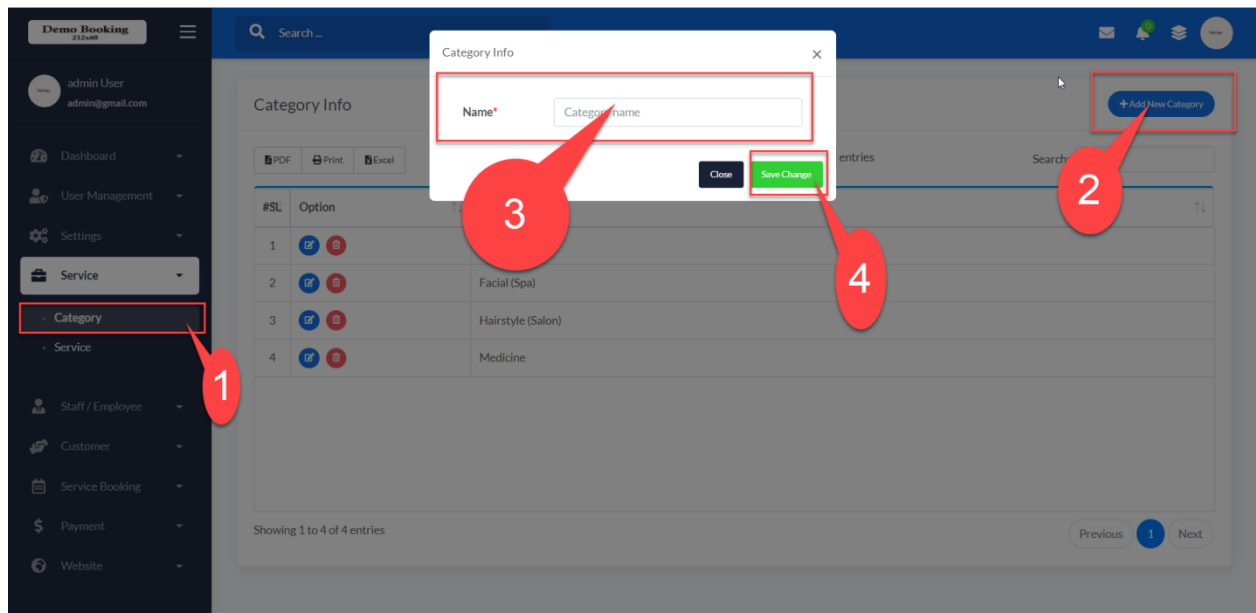 Demo Booking
212x60
Search ...
admin User
admin@gmail.com
Dashboard
User Management
Settings
Service
Category
Service
Staff / Employee
Customer
Service Booking
Payment
Website
Category Info
+Add New Category
PDF Print Excel
entries
Search:
#SL Option
1
2 Facial (Spa)
3 Hairstyle (Salon)
4 Medicine
Showing 1 to 4 of 4 entries
Previous 1 Next
Category Info ×
Name* Category name
Close Save Change
1
2
3
4